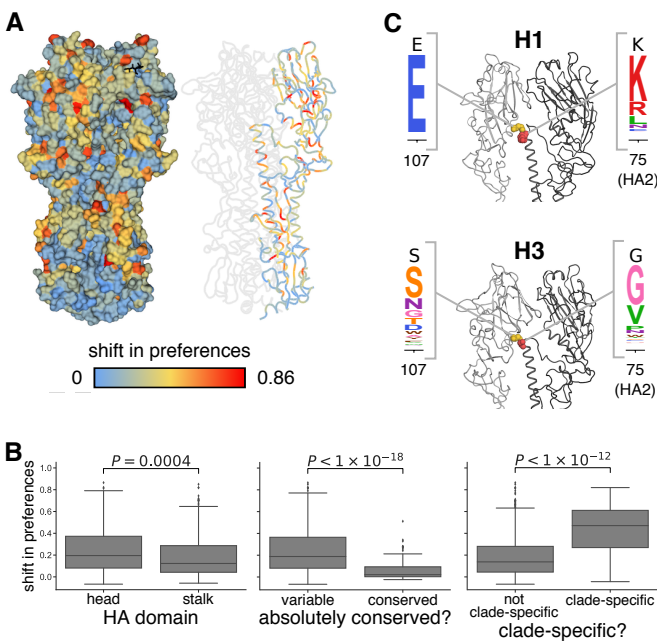 A
shift in preferences
0
0.86
C
H1
E
E
107
K
K
R
L
N
75
(HA2)
H3
S
S
N
G
T
D
107
G
G
V
75
(HA2)
B
shift in preferences
1.0
0.8
0.6
0.4
0.2
0.0
P = 0.0004
head
stalk
HA domain
P < 1 × 10⁻¹⁸
variable
conserved
absolutely conserved?
P < 1 × 10⁻¹²
not
clade-specific
clade-specific
clade-specific?